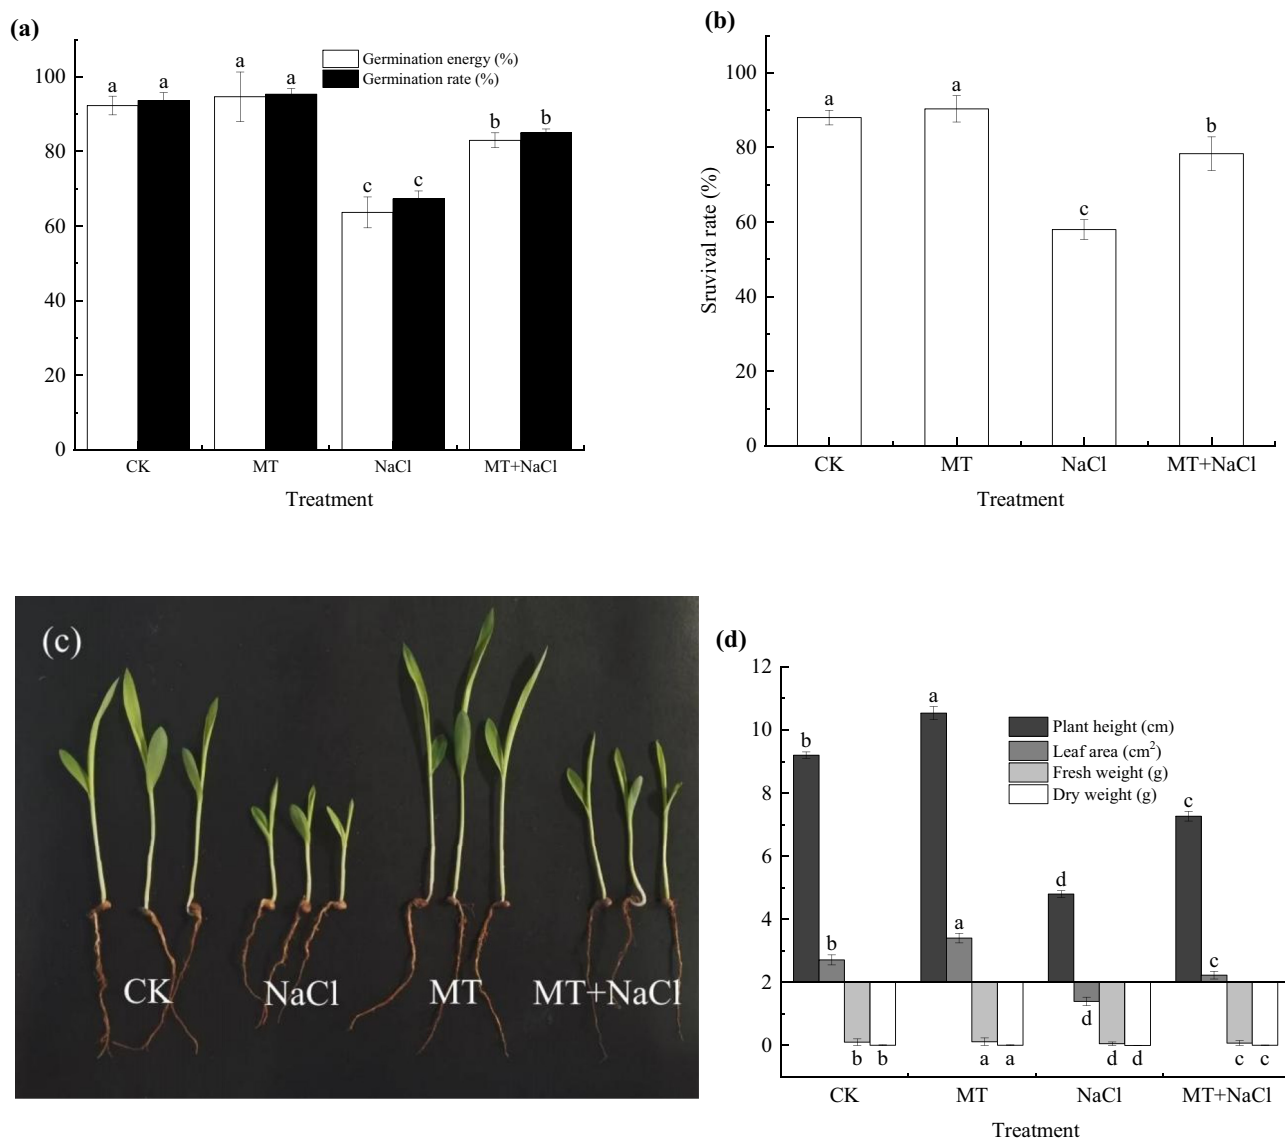 (a)
100
80
60
40
20
0
Germination energy (%)
Germination rate (%)
a a
a a
c c
b b
CK MT NaCl MT+NaCl
Treatment
(b)
Sruvival rate (%)
100
80
60
40
20
0
a a c b
CK MT NaCl MT+NaCl
Treatment
(c)
CK NaCl MT MT+NaCl
(d)
12
10
8
6
4
2
0
Plant height (cm)
Leaf area (cm²)
Fresh weight (g)
Dry weight (g)
b b b b
a a a a
d d d d
c c c c
CK MT NaCl MT+NaCl
Treatment